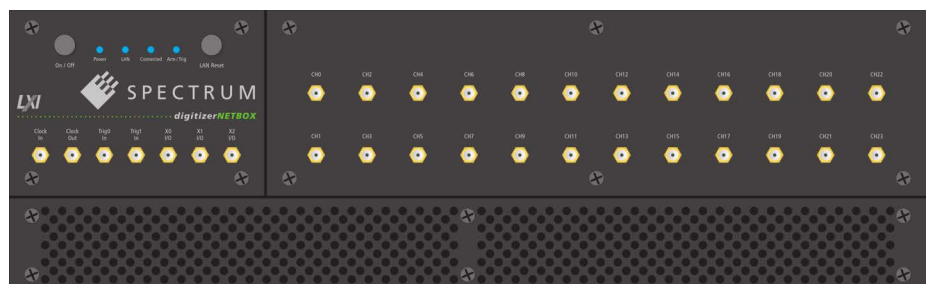 On / Off
Power
LAN
Connected
Arm / Trig
LAN Reset
LXI
SPECTRUM
digitizerNETBOX
Clock In
Clock Out
Trig0 In
Trig1 In
X0 I/O
X1 I/O
X2 I/O
CH0 CH2 CH4 CH6 CH8 CH10 CH12 CH14 CH16 CH18 CH20 CH22
CH1 CH3 CH5 CH7 CH9 CH11 CH13 CH15 CH17 CH19 CH21 CH23